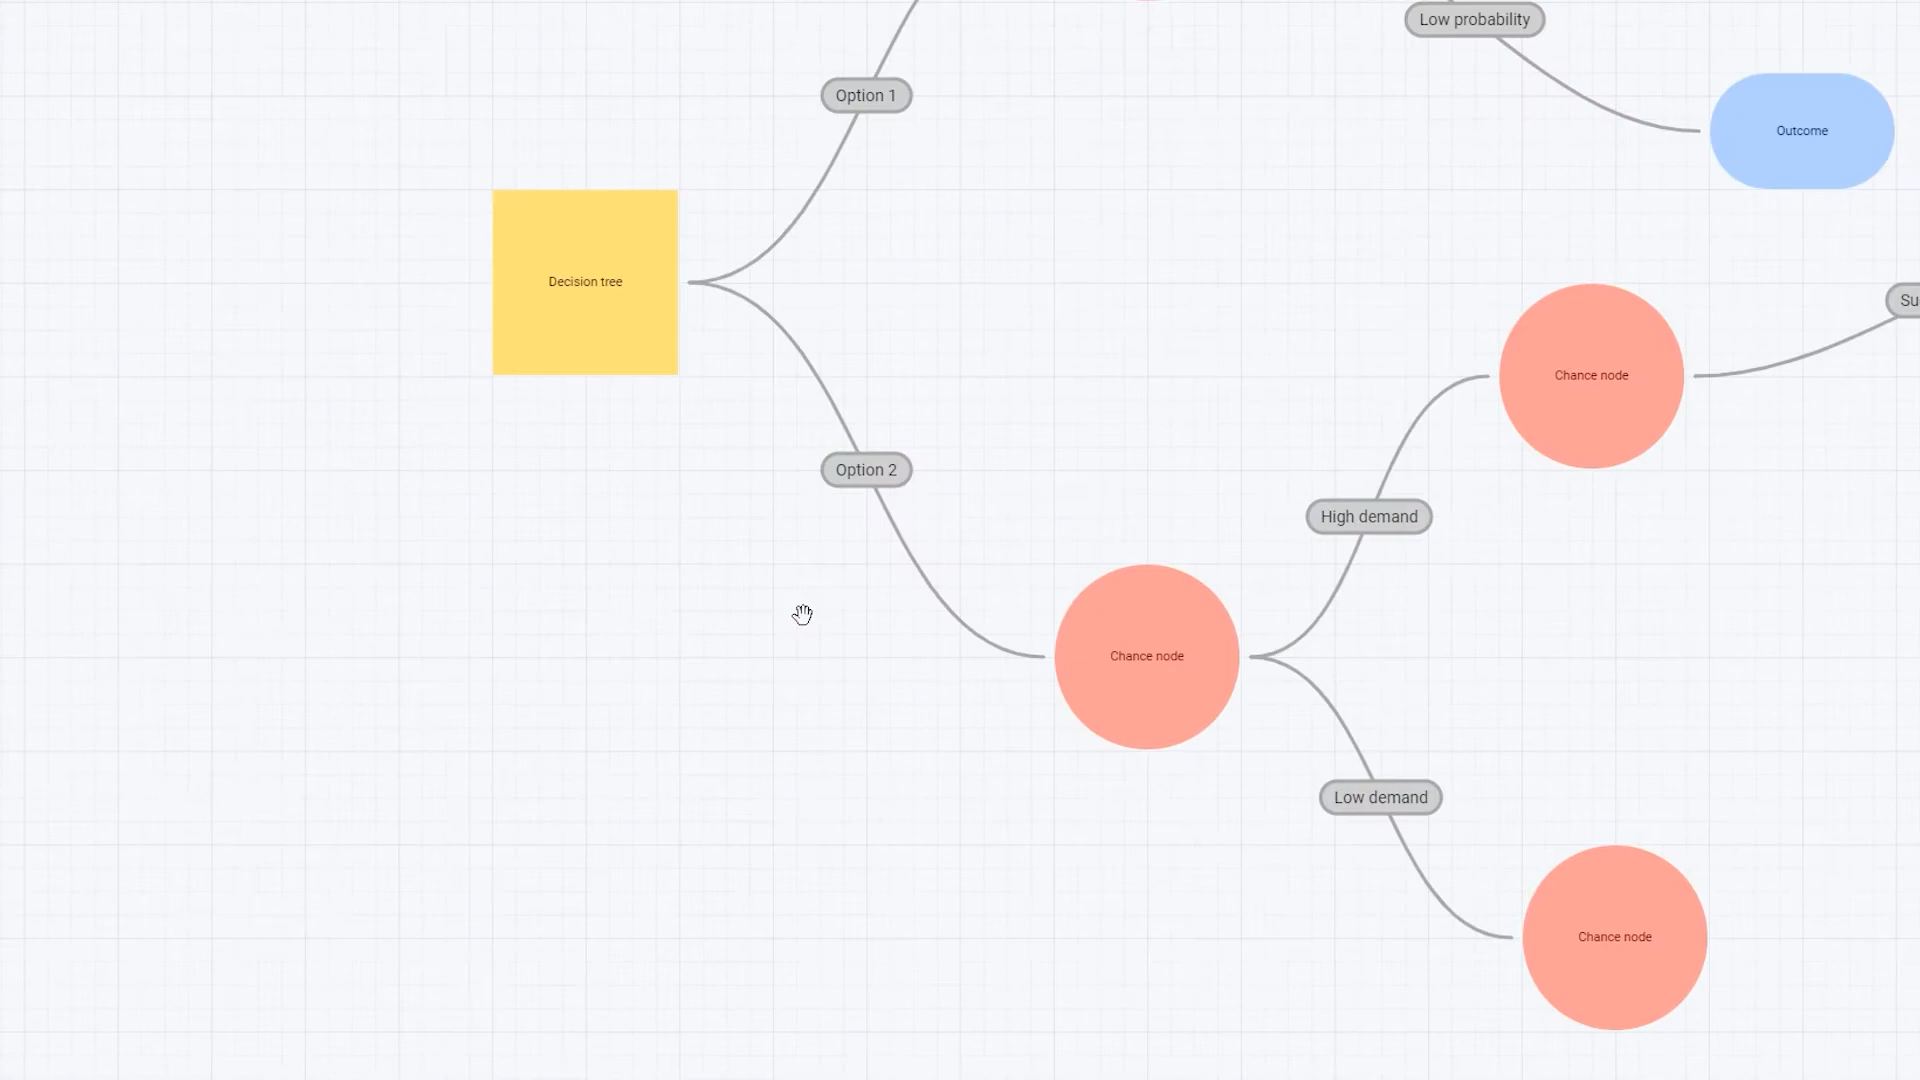 Low probability
Option 1
Outcome
Decision tree
Chance node
Option 2
High demand
Chance node
Low demand
Chance node